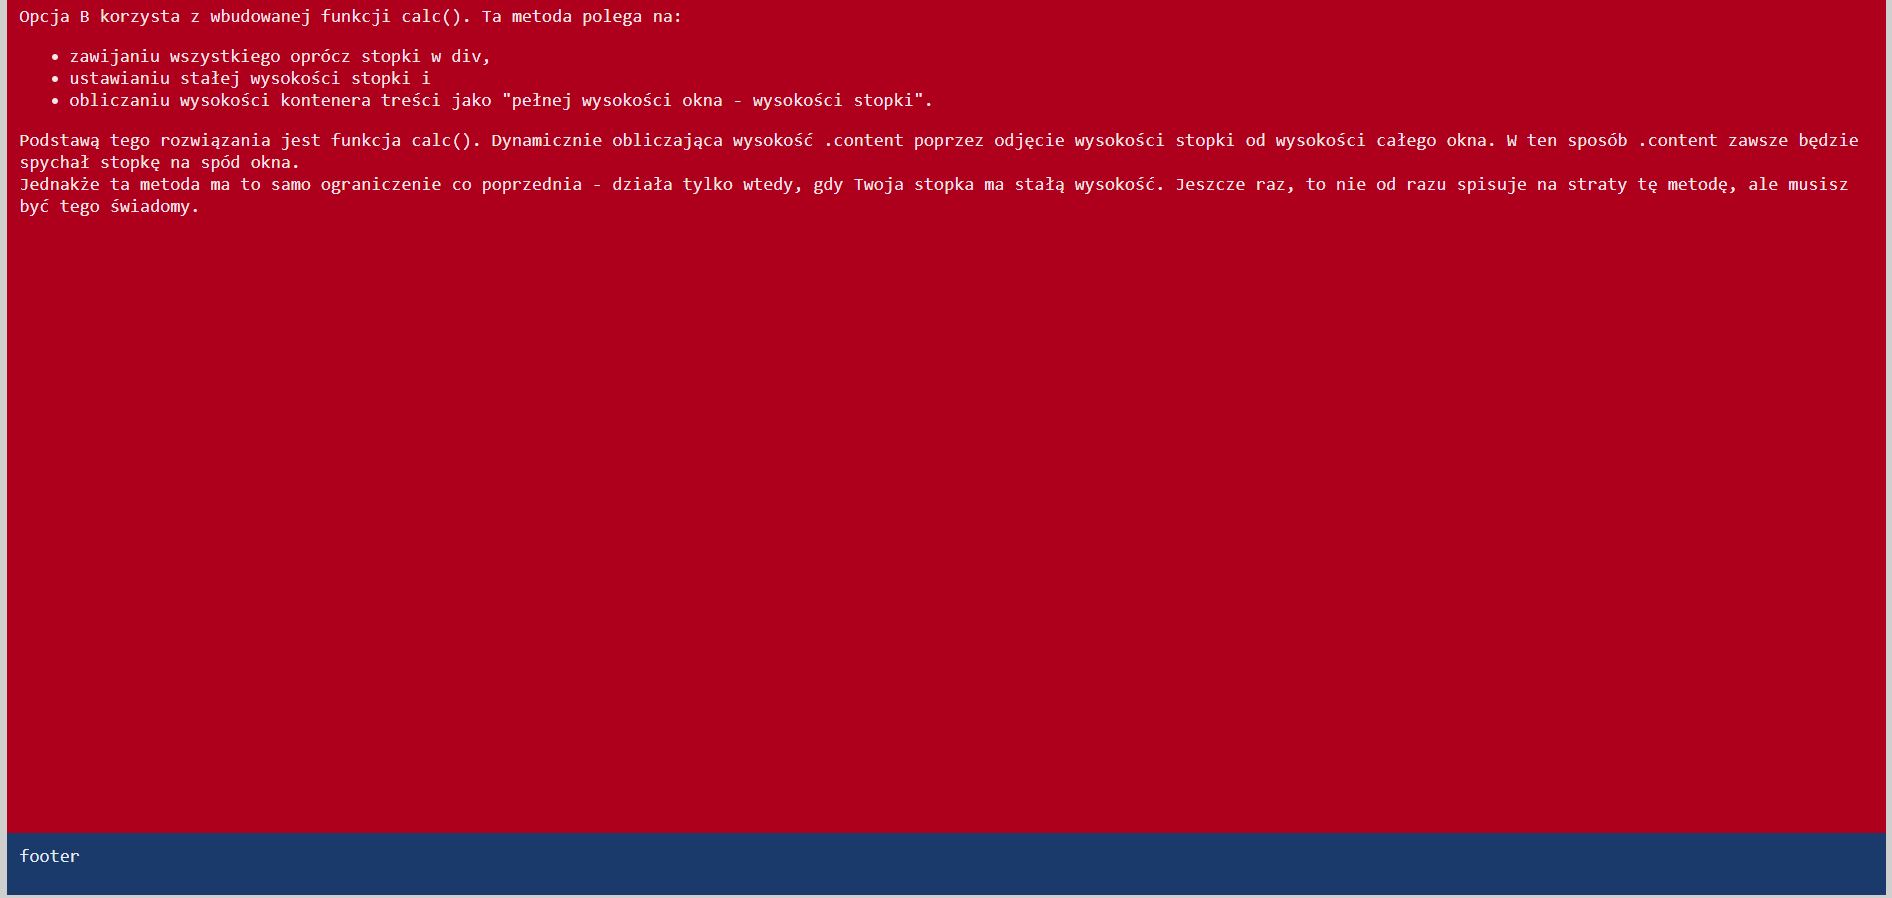 Opcja B korzysta z wbudowanej funkcji calc(). Ta metoda polega na:
• zawijaniu wszystkiego oprócz stopki w div,
• ustawianiu stałej wysokości stopki i
• obliczaniu wysokości kontenera treści jako "pełnej wysokości okna - wysokości stopki".
Podstawą tego rozwiązania jest funkcja calc(). Dynamicznie obliczająca wysokość .content poprzez odjęcie wysokości stopki od wysokości całego okna. W ten sposób .content zawsze będzie
spychał stopkę na spód okna.
Jednakże ta metoda ma to samo ograniczenie co poprzednia - działa tylko wtedy, gdy Twoja stopka ma stałą wysokość. Jeszcze raz, to nie od razu spisuje na straty tę metodę, ale musisz
być tego świadomy.
footer